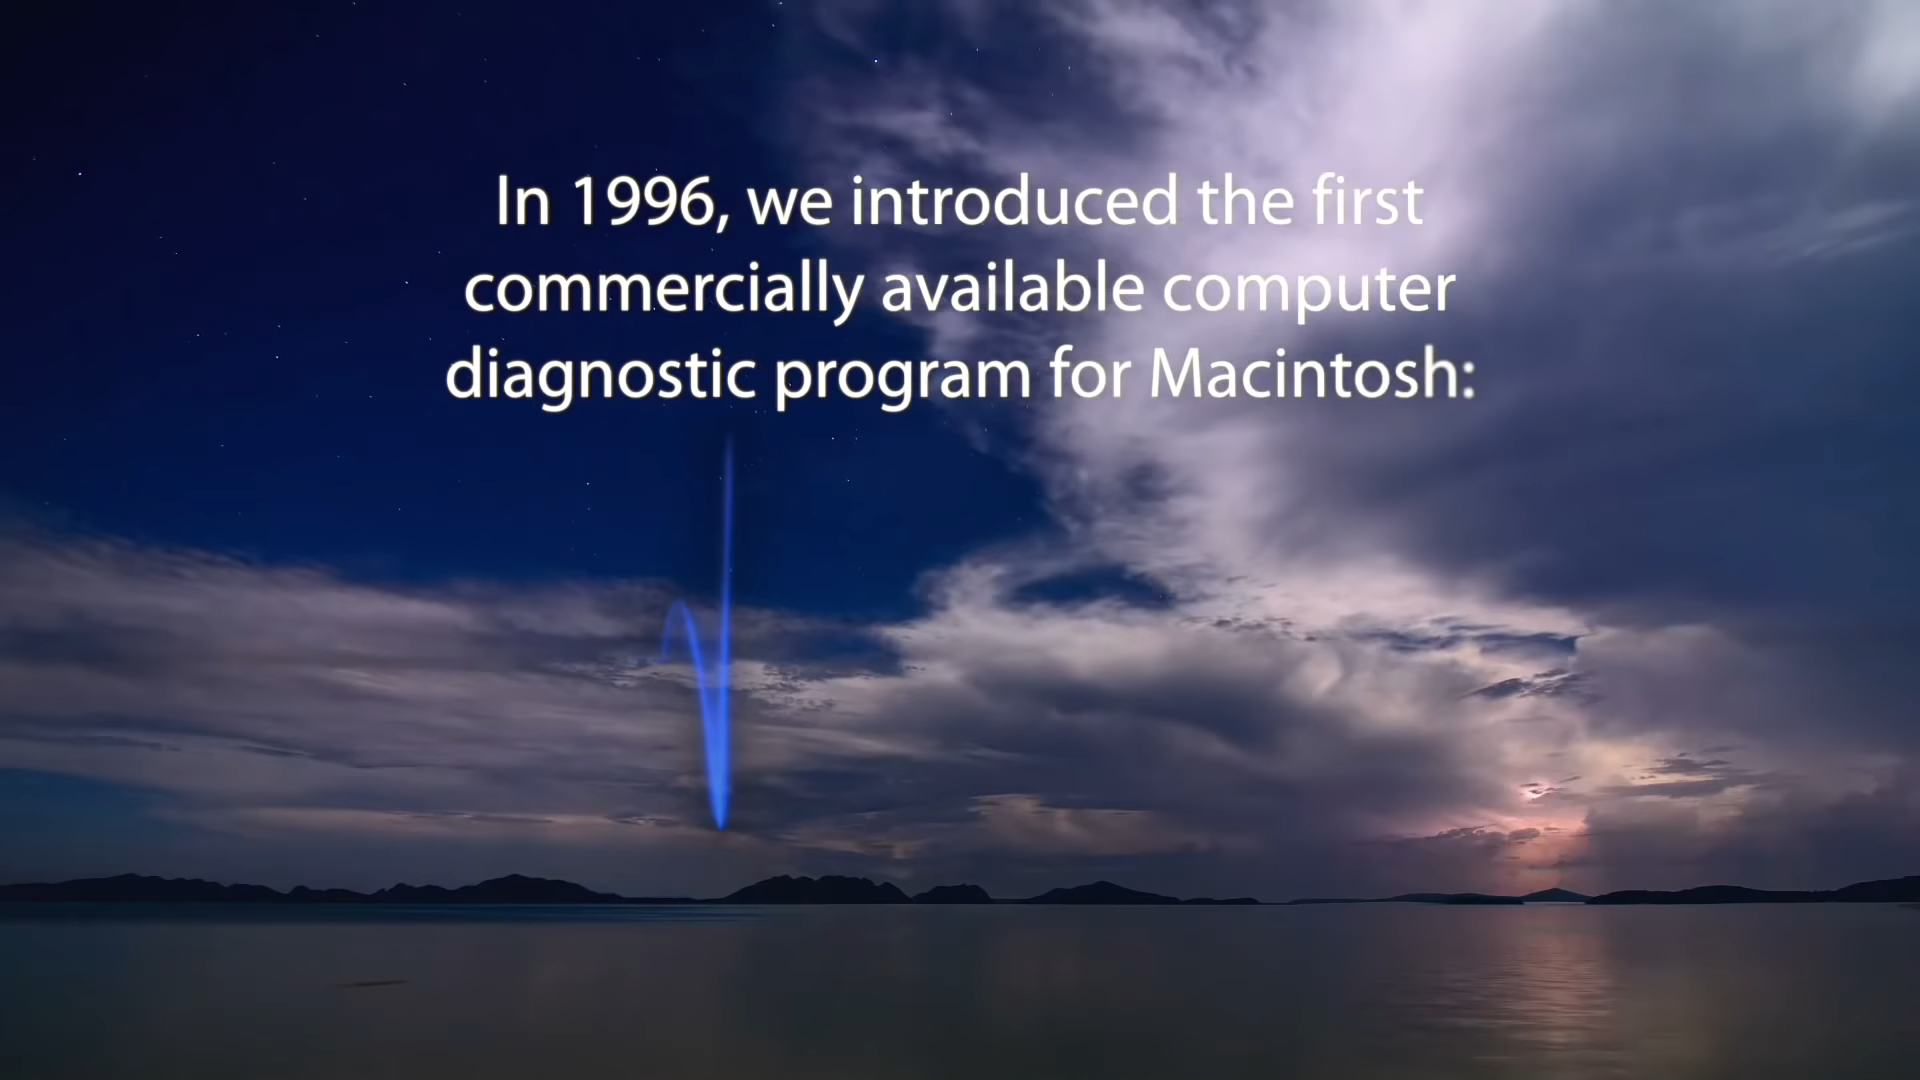 In 1996, we introduced the first
commercially available computer
diagnostic program for Macintosh: